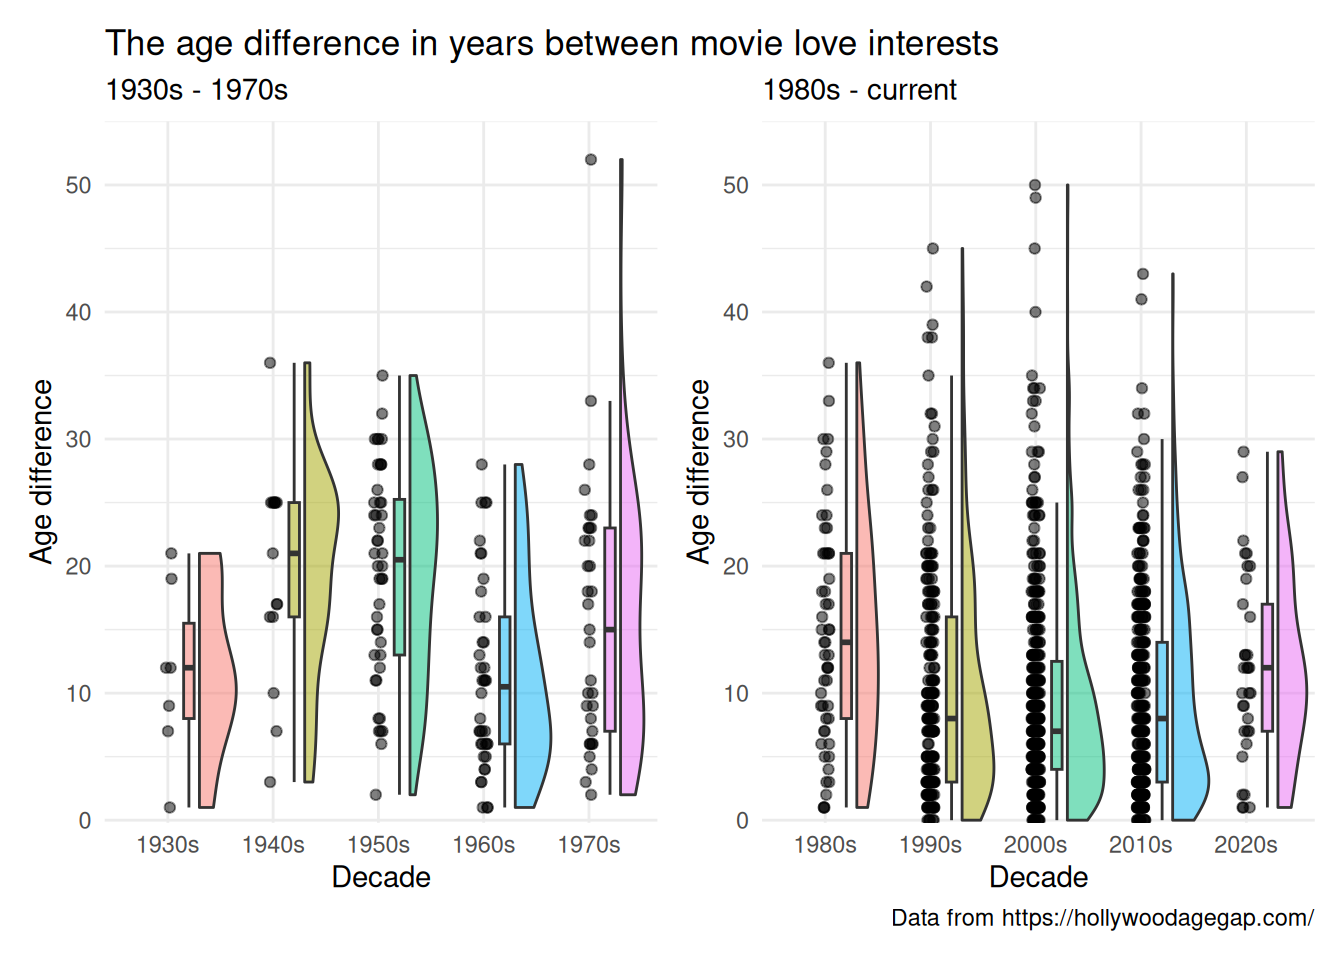 The age difference in years between movie love interests
1930s - 1970s
1980s - current
Age difference
50
40
30
20
10
0
1930s 1940s 1950s 1960s 1970s
Decade
Age difference
50
40
30
20
10
0
1980s 1990s 2000s 2010s 2020s
Decade
Data from https://hollywoodagegap.com/